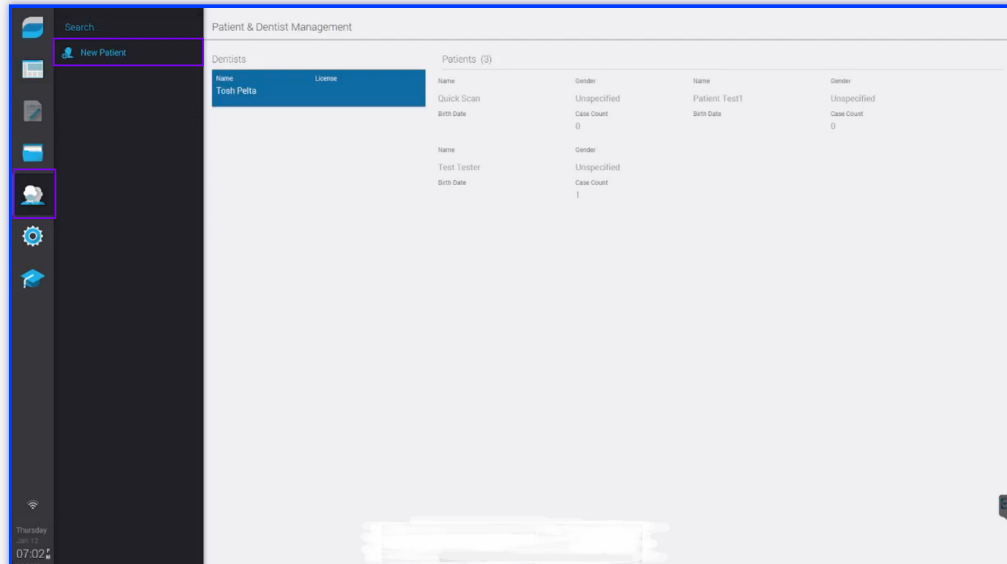 Search
Patient & Dentist Management
New Patient
Dentists
Patients (3)
Name License
Tosh Pelta
Name Gender Name Gender
Quick Scan Unspecified Patient Test1 Unspecified
Birth Date Case Count Birth Date Case Count
0 0
Name Gender
Test Tester Unspecified
Birth Date Case Count
1
Thursday
Jan 12
07:02 PM